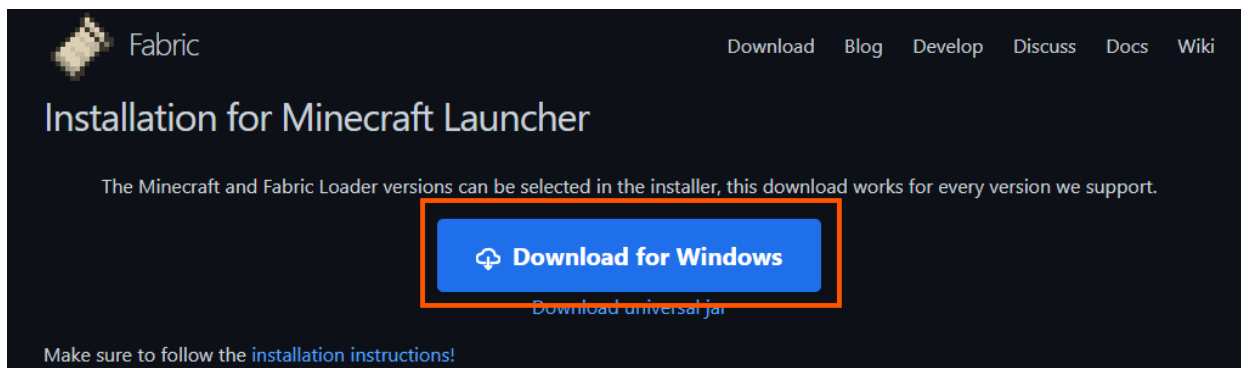 Fabric
Download Blog Develop Discuss Docs Wiki
Installation for Minecraft Launcher
The Minecraft and Fabric Loader versions can be selected in the installer, this download works for every version we support.
Download for Windows
Download universal jar
Make sure to follow the installation instructions!